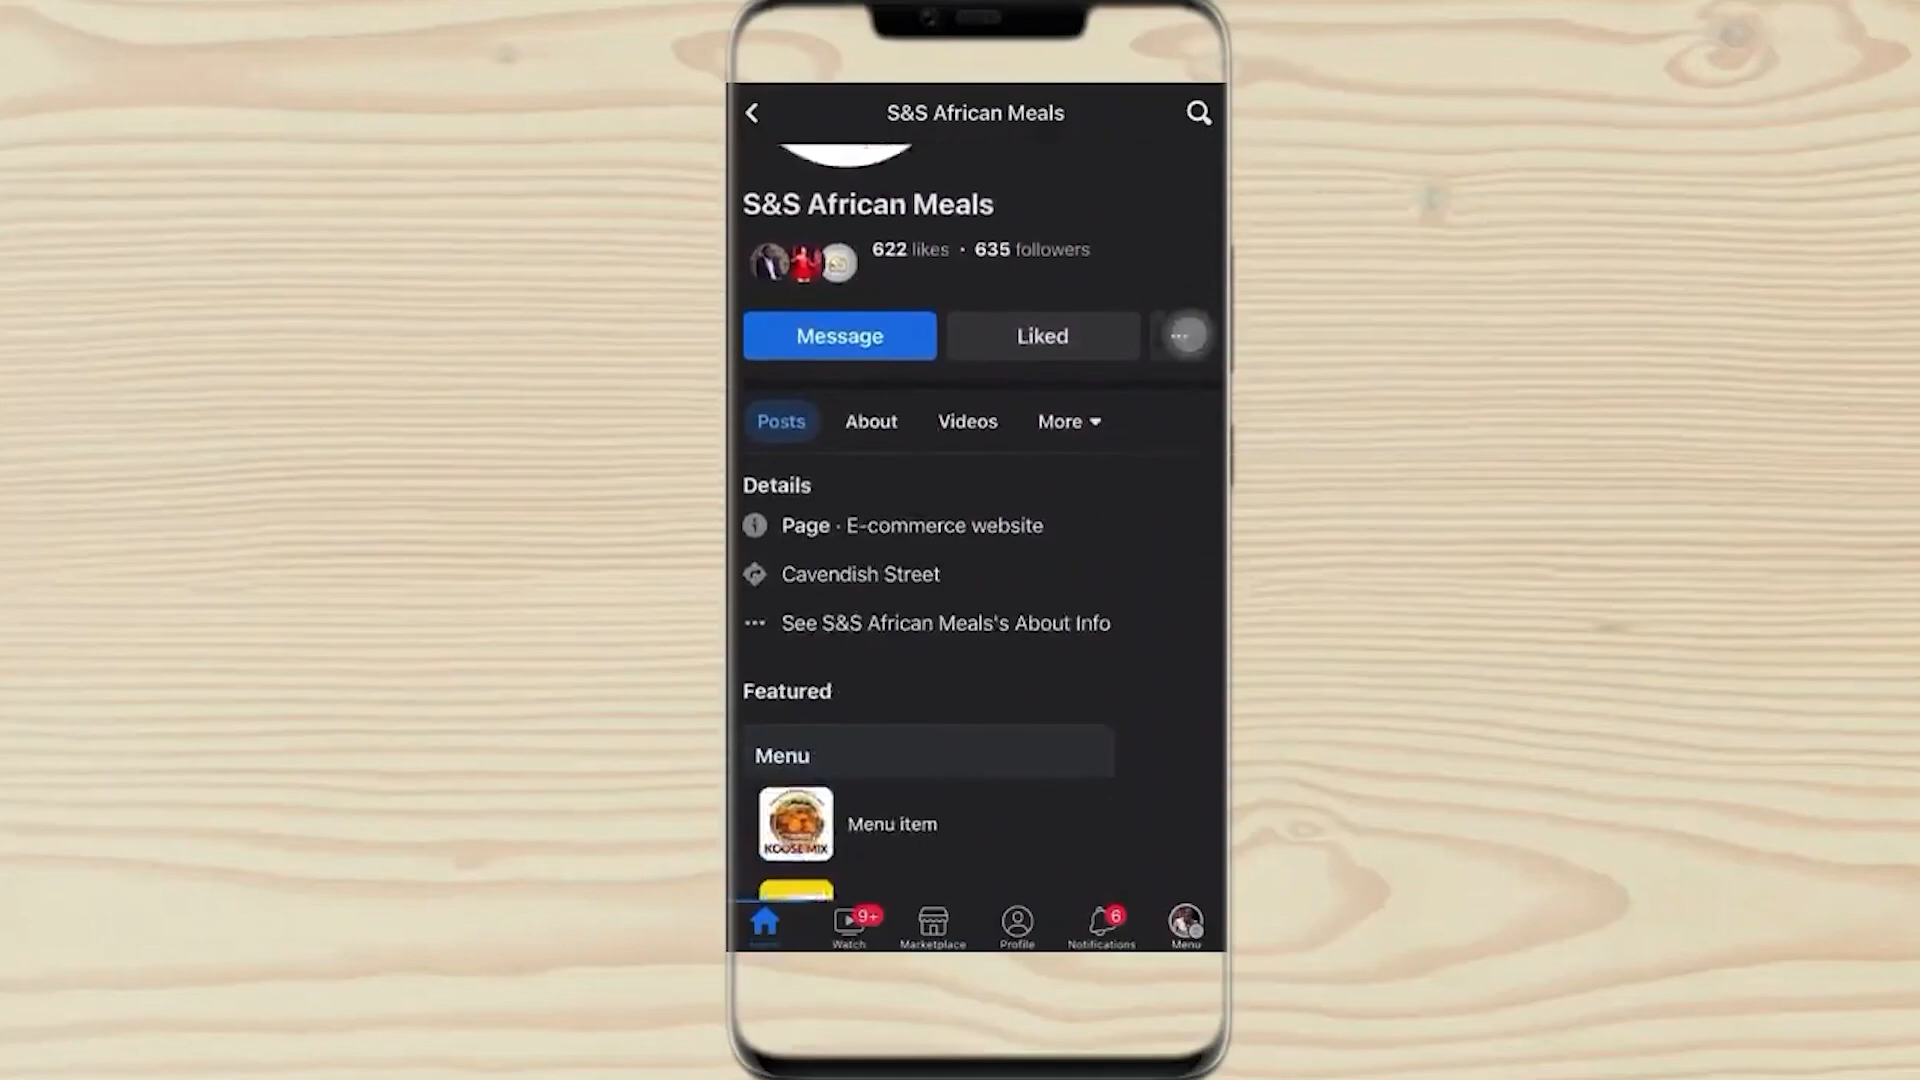 S&S African Meals
S&S African Meals
622 likes · 635 followers
Message
Liked
Posts
About
Videos
More
Details
Page · E-commerce website
Cavendish Street
See S&S African Meals's About Info
Featured
Menu
KOOSE MIX
Menu item
9+
6
Watch
Marketplace
Profile
Notifications
Menu